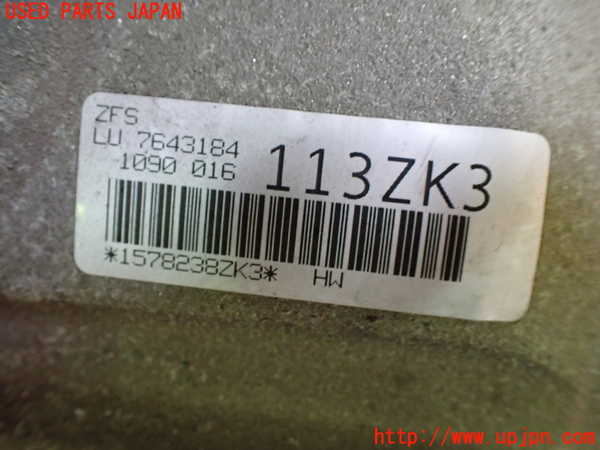 USED PARTS JAPAN
ZFS
LU 7643184
1090 016
113ZK3
*1578238ZK3* HW
http://www.upjpn.com/